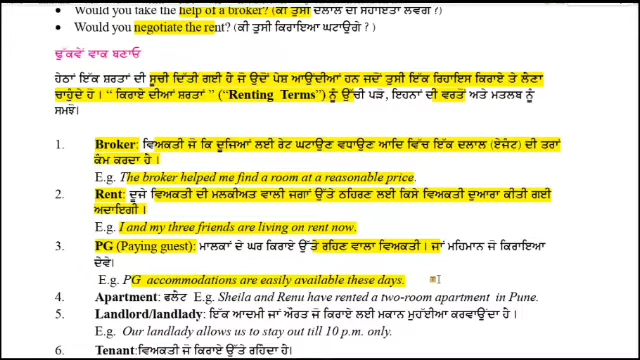 • Would you take the help of a broker? (ਕੀ ਤੁਸੀ ਦਲਾਲ ਦੀ ਸਹਾਇਤਾ ਲਵੋਗੇ ?)
• Would you negotiate the rent? (ਕੀ ਤੁਸੀ ਕਿਰਾਇਆ ਘਟਾਉਗੇ ? )
ਢੁੱਕਵੇਂ ਵਾਕ ਬਣਾਓ
ਹੇਠਾਂ ਇੱਕ ਸ਼ਰਤਾਂ ਦੀ ਸੂਚੀ ਦਿੱਤੀ ਗਈ ਹੈ ਜੋ ਉਦੋਂ ਪੇਸ਼ ਆਉਂਦੀਆਂ ਹਨ ਜਦੋਂ ਤੁਸੀ ਇੱਕ ਰਿਹਾਇਸ ਕਿਰਾਏ ਤੇ ਲੈਣਾ
ਚਾਹੁੰਦੇ ਹੋ । “ ਕਿਰਾਏ ਦੀਆਂ ਸ਼ਰਤਾਂ ” (“Renting Terms”) ਨੂੰ ਉੱਚੀ ਪੜੋ, ਇਹਨਾਂ ਦੀ ਵਰਤੋਂ ਅਤੇ ਮਤਲਬ ਨੂੰ
ਸਮਝੋ।
1. Broker: ਵਿਅਕਤੀ ਜੋ ਕਿ ਦੂਜਿਆਂ ਲਈ ਰੇਟ ਘਟਾਉਣ ਵਧਾਉਣ ਆਦਿ ਵਿੱਚ ਇੱਕ ਦਲਾਲ (ਏਜੰਟ) ਦੀ ਤਰਾਂ
ਕੰਮ ਕਰਦਾ ਹੈ ।
E.g. The broker helped me find a room at a reasonable price.
2. Rent: ਦੂਜੇ ਵਿਅਕਤੀ ਦੀ ਮਲਕੀਅਤ ਵਾਲੀ ਜਗਾਂ ਉੱਤੇ ਠਹਿਰਣ ਲਈ ਕਿਸੇ ਵਿਅਕਤੀ ਦੁਆਰਾ ਕੀਤੀ ਗਈ
ਅਦਾਇਗੀ ।
E.g. I and my three friends are living on rent now.
3. PG (Paying guest): ਮਾਲਕਾਂ ਦੇ ਘਰ ਕਿਰਾਏ ਉੱਤੇ ਰਹਿਣ ਵਾਲਾ ਵਿਅਕਤੀ। ਜਾਂ ਮਹਿਮਾਨ ਜੋ ਕਿਰਾਇਆ
ਦੇਵੇ।
E.g. PG accommodations are easily available these days.
4. Apartment: ਫਲੈਟ E.g. Sheila and Renu have rented a two-room apartment in Pune.
5. Landlord/landlady: ਇੱਕ ਆਦਮੀ ਜਾਂ ਔਰਤ ਜੋ ਕਿਰਾਏ ਲਈ ਮਕਾਨ ਮੁਹੱਈਆ ਕਰਵਾਉਂਦਾ ਹੈ ।
E.g. Our landlady allows us to stay out till 10 p.m. only.
6. Tenant:ਵਿਅਕਤੀ ਜੋ ਕਿਰਾਏ ਉੱਤੇ ਰਹਿੰਦਾ ਹੈ।